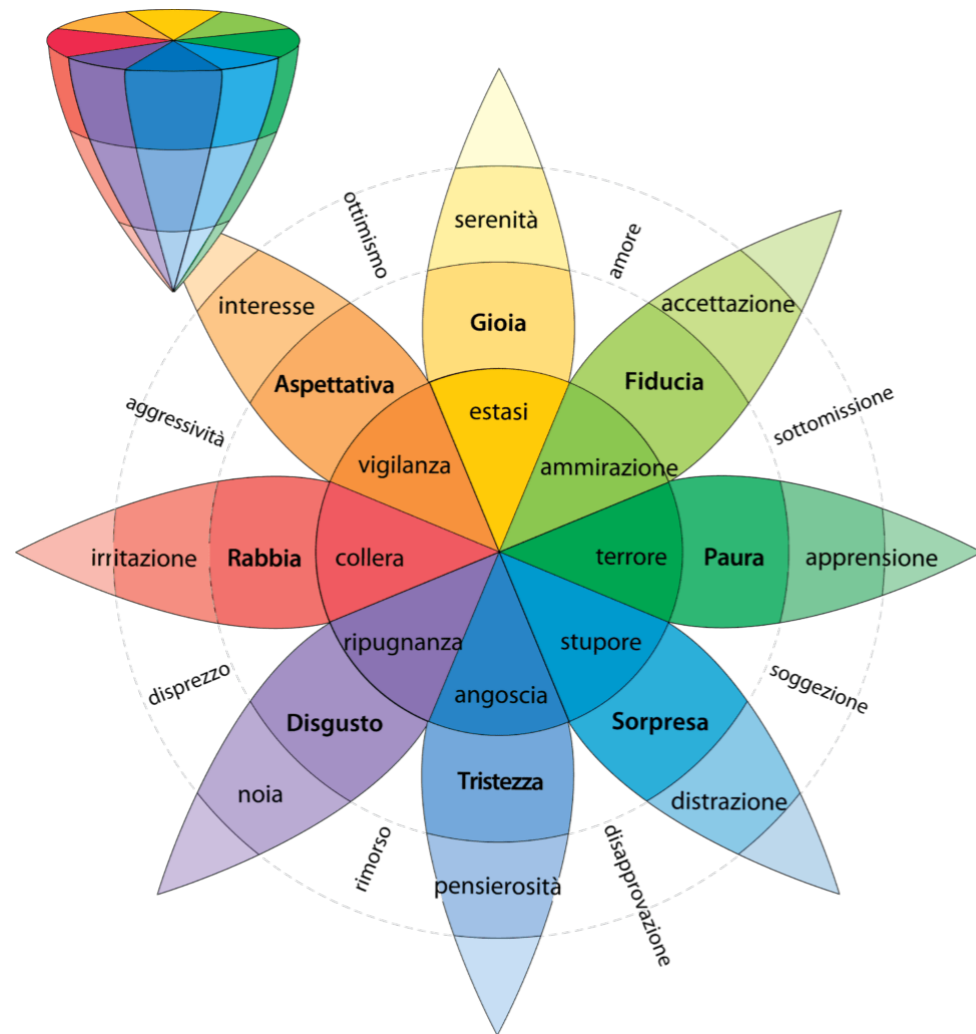 ottimismo
serenità
amore
interesse
accettazione
Gioia
Aspettativa
Fiducia
aggressività
estasi
sottomissione
vigilanza
ammirazione
irritazione
Rabbia
collera
terrore
Paura
apprensione
ripugnanza
stupore
disprezzo
angoscia
soggezione
Disgusto
Sorpresa
Tristezza
noia
distrazione
rimorso
pensierosità
disapprovazione